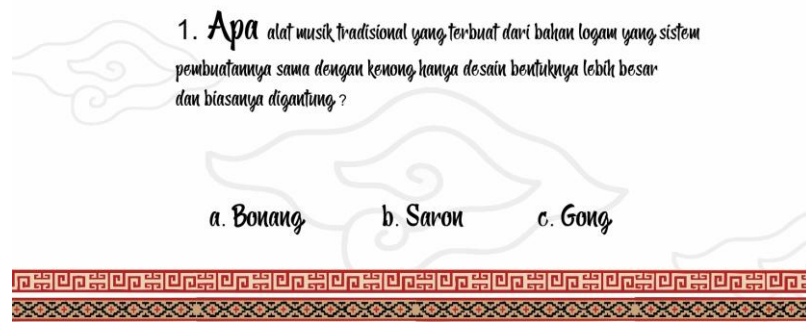 1. Apa alat musik tradisional yang terbuat dari bahan logam yang sistem
pembuatannya sama dengan kenong hanya desain bentuknya lebih besar
dan biasanya digantung ?
a. Bonang b. Saron c. Gong